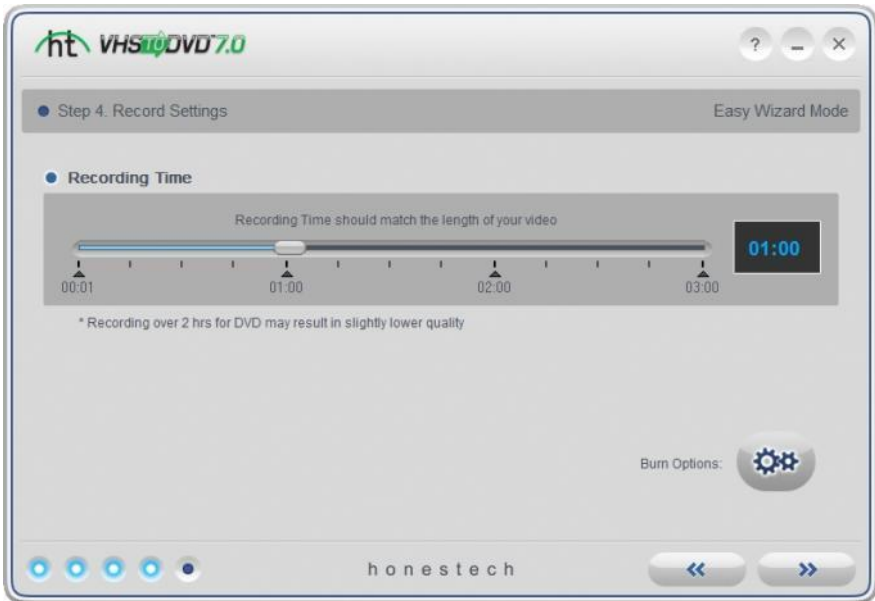 ht VHS TO DVD 7.0
?
Step 4. Record Settings
Easy Wizard Mode
Recording Time
Recording Time should match the length of your video
01:00
00:01 01:00 02:00 03:00
* Recording over 2 hrs for DVD may result in slightly lower quality
Burn Options:
honestech